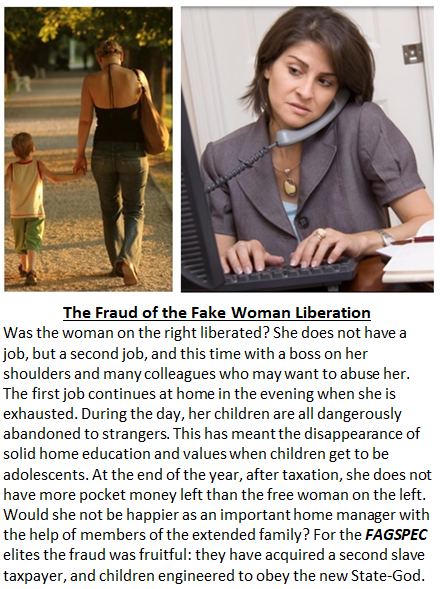 The Fraud of the Fake Woman Liberation
Was the woman on the right liberated? She does not have a
job, but a second job, and this time with a boss on her
shoulders and many colleagues who may want to abuse her.
The first job continues at home in the evening when she is
exhausted. During the day, her children are all dangerously
abandoned to strangers. This has meant the disappearance of
solid home education and values when children get to be
adolescents. At the end of the year, after taxation, she does not
have more pocket money left than the free woman on the left.
Would she not be happier as an important home manager with
the help of members of the extended family? For the FAGSPEC
elites the fraud was fruitful: they have acquired a second slave
taxpayer, and children engineered to obey the new State-God.